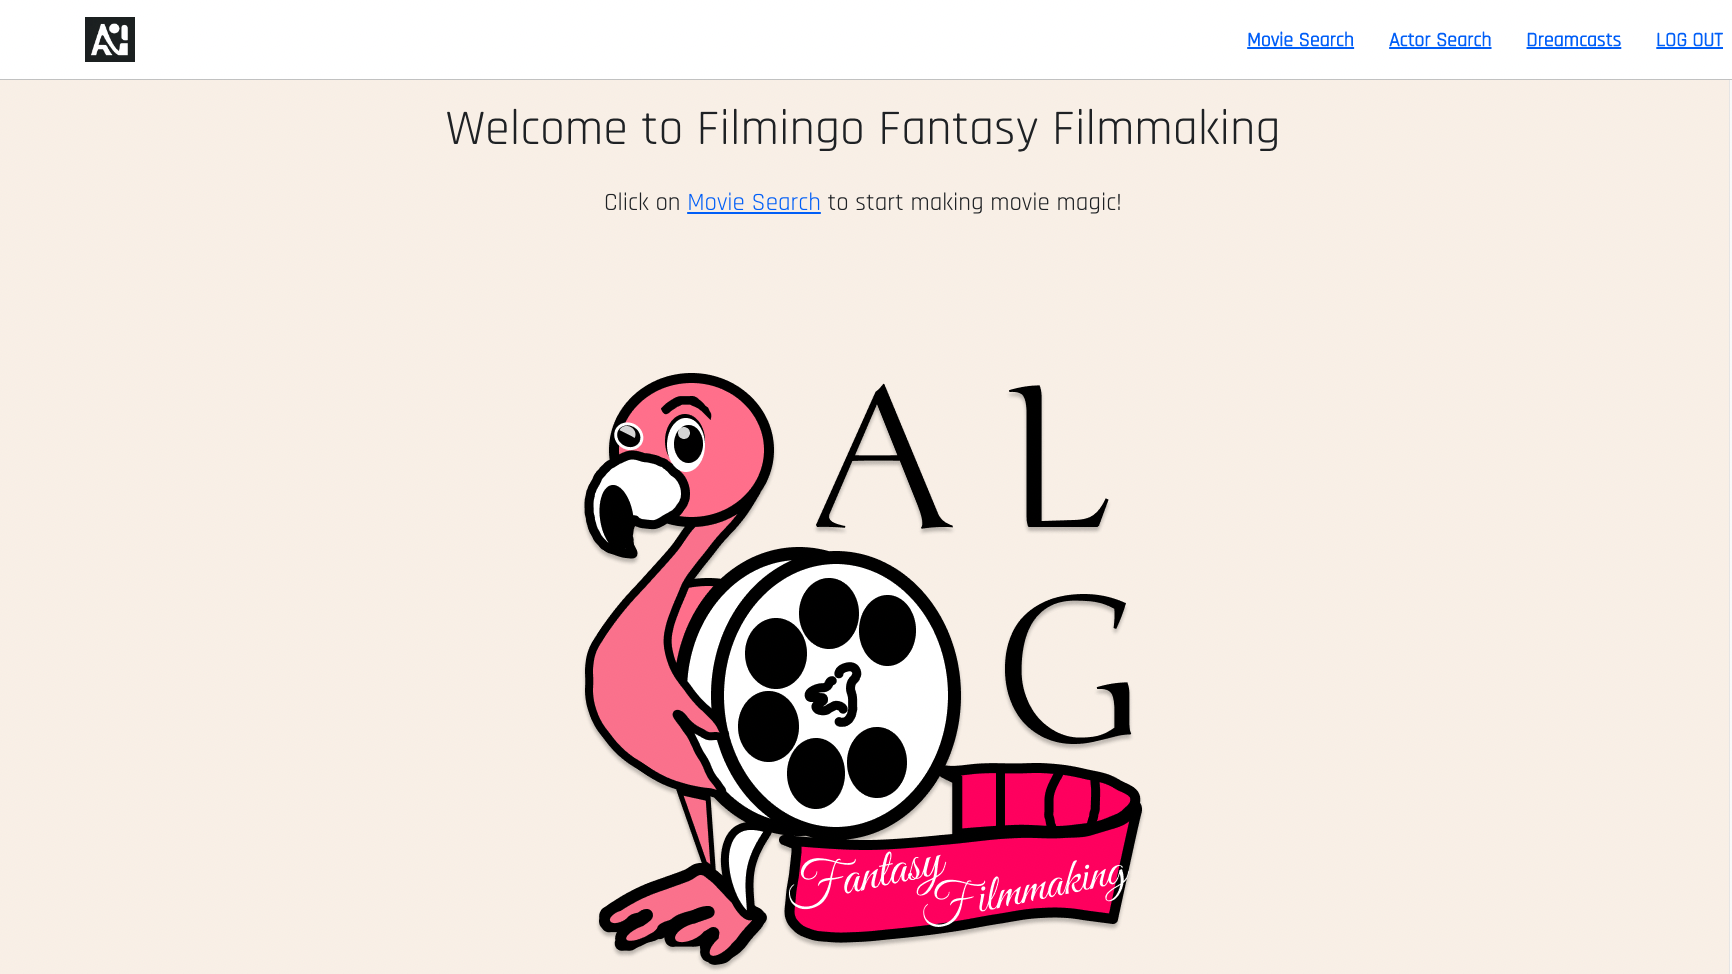 Movie Search Actor Search Dreamcasts LOG OUT
Welcome to Filmingo Fantasy Filmmaking
Click on Movie Search to start making movie magic!
A L
G
Fantasy
Filmmaking